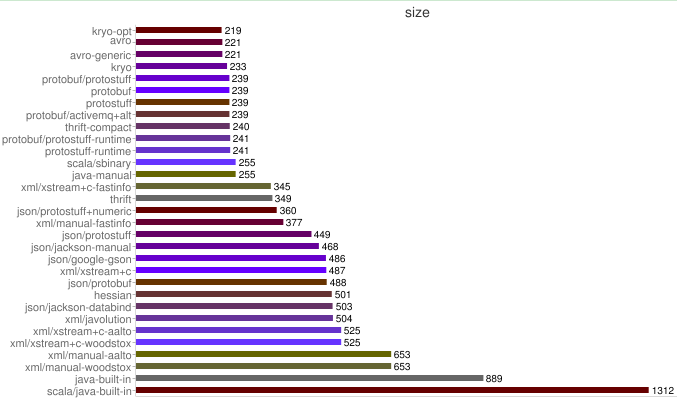 size
kryo-opt 219
avro 221
avro-generic 221
kryo 233
protobuf/protostuff 239
protobuf 239
protostuff 239
protobuf/activemq+alt 239
thrift-compact 240
protobuf/protostuff-runtime 241
protostuff-runtime 241
scala/sbinary 255
java-manual 255
xml/xstream+c-fastinfo 345
thrift 349
json/protostuff+numeric 360
xml/manual-fastinfo 377
json/protostuff 449
json/jackson-manual 468
json/google-gson 486
xml/xstream+c 487
json/protobuf 488
hessian 501
json/jackson-databind 503
xml/javolution 504
xml/xstream+c-aalto 525
xml/xstream+c-woodstox 525
xml/manual-aalto 653
xml/manual-woodstox 653
java-built-in 889
scala/java-built-in 1312